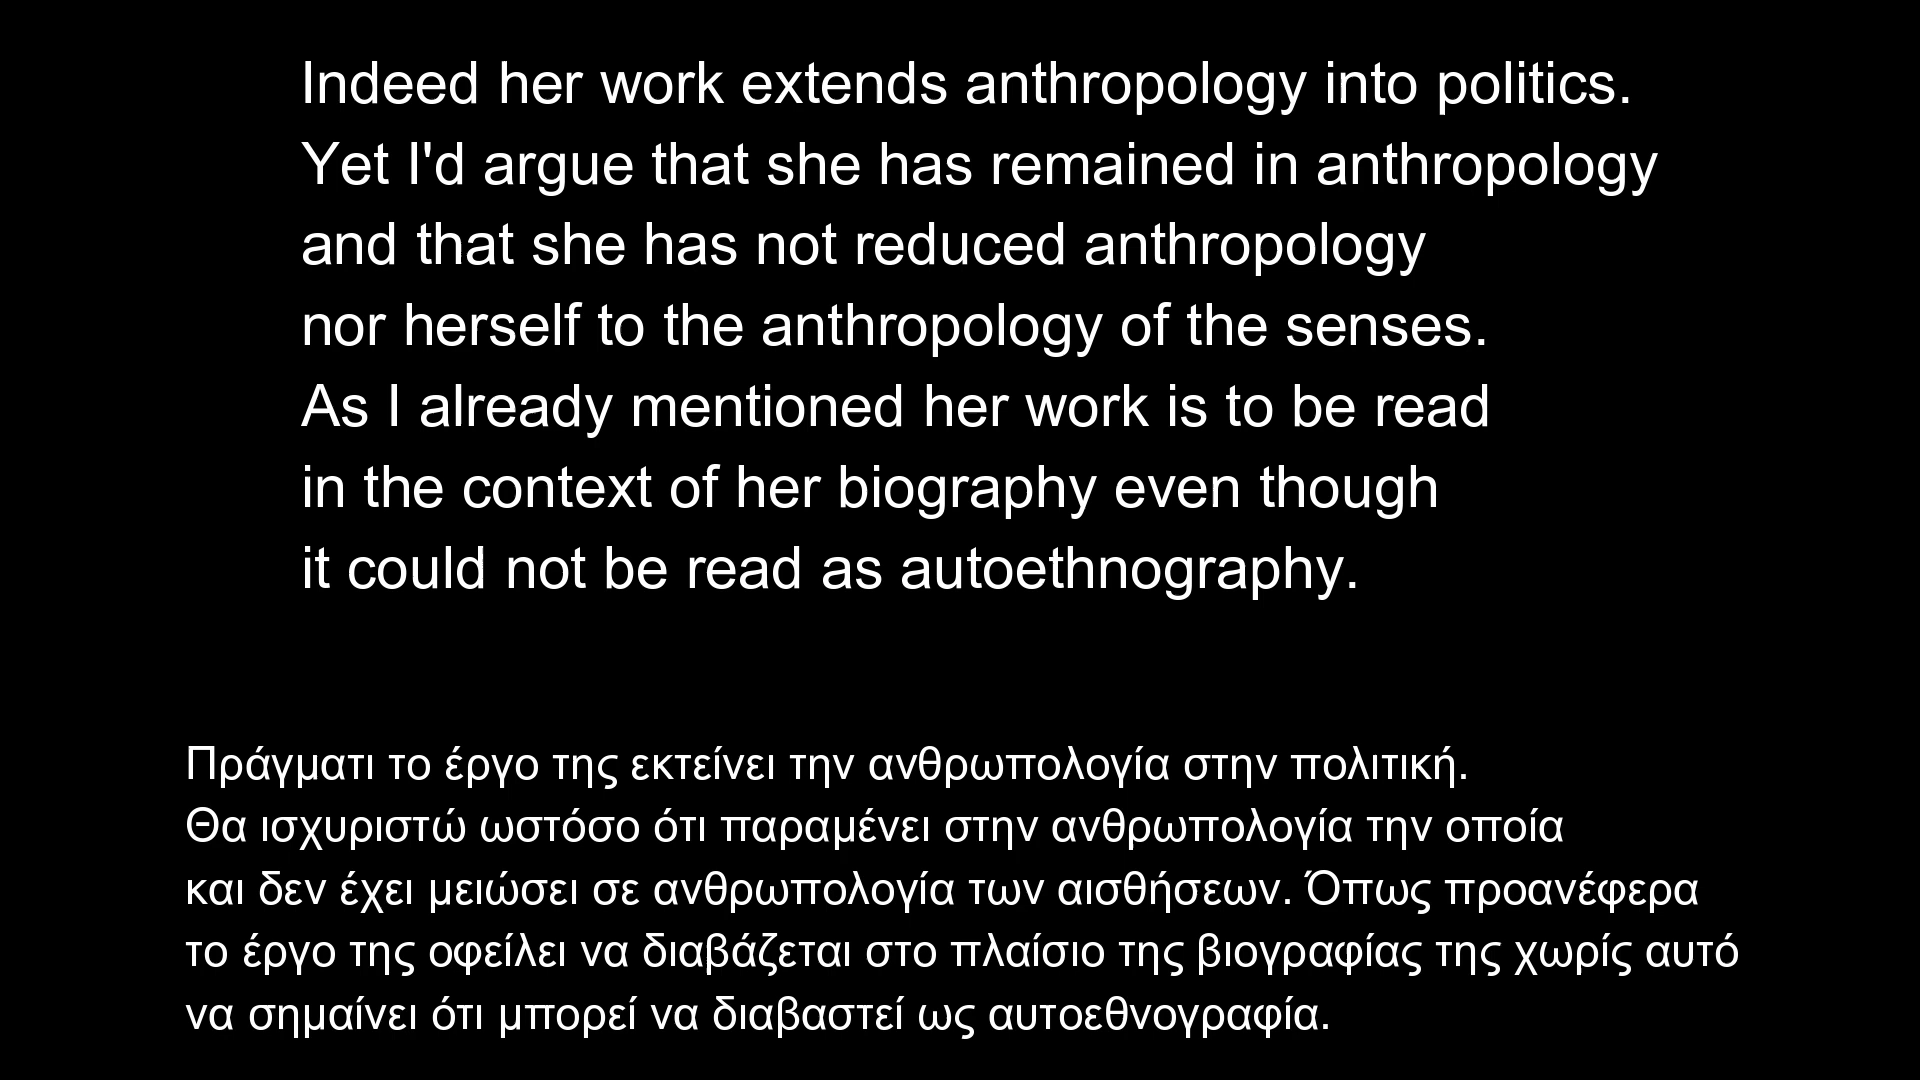 Indeed her work extends anthropology into politics.
Yet I'd argue that she has remained in anthropology
and that she has not reduced anthropology
nor herself to the anthropology of the senses.
As I already mentioned her work is to be read
in the context of her biography even though
it could not be read as autoethnography.
Πράγματι το έργο της εκτείνει την ανθρωπολογία στην πολιτική.
Θα ισχυριστώ ωστόσο ότι παραμένει στην ανθρωπολογία την οποία
και δεν έχει μειώσει σε ανθρωπολογία των αισθήσεων. Όπως προανέφερα
το έργο της οφείλει να διαβάζεται στο πλαίσιο της βιογραφίας της χωρίς αυτό
να σημαίνει ότι μπορεί να διαβαστεί ως αυτοεθνογραφία.